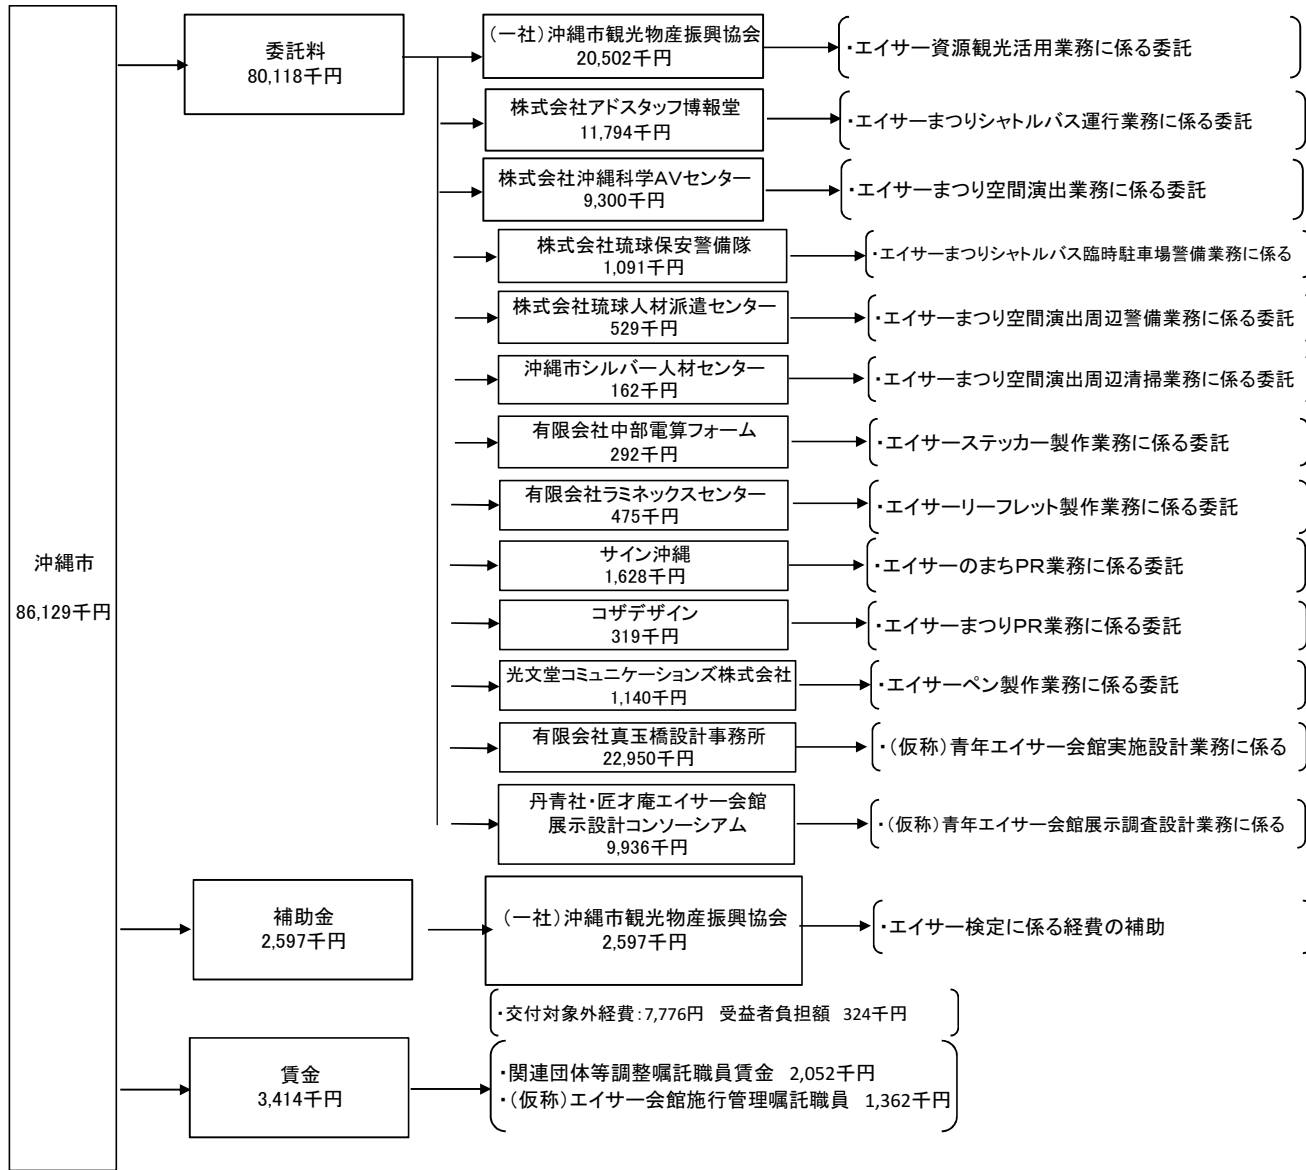 沖縄市
86,129千円
委託料
80,118千円
(一社)沖縄市観光物産振興協会
20,502千円
・エイサー資源観光活用業務に係る委託
株式会社アドスタッフ博報堂
11,794千円
・エイサーまつりシャトルバス運行業務に係る委託
株式会社沖縄科学AVセンター
9,300千円
・エイサーまつり空間演出業務に係る委託
株式会社琉球保安警備隊
1,091千円
・エイサーまつりシャトルバス臨時駐車場警備業務に係る
株式会社琉球人材派遣センター
529千円
・エイサーまつり空間演出周辺警備業務に係る委託
沖縄市シルバー人材センター
162千円
・エイサーまつり空間演出周辺清掃業務に係る委託
有限会社中部電算フォーム
292千円
・エイサーステッカー製作業務に係る委託
有限会社ラミネックスセンター
475千円
・エイサーリーフレット製作業務に係る委託
サイン沖縄
1,628千円
・エイサーのまちPR業務に係る委託
コザデザイン
319千円
・エイサーまつりPR業務に係る委託
光文堂コミュニケーションズ株式会社
1,140千円
・エイサーペン製作業務に係る委託
有限会社真玉橋設計事務所
22,950千円
・(仮称)青年エイサー会館実施設計業務に係る
丹青社・匠才庵エイサー会館
展示設計コンソーシアム
9,936千円
・(仮称)青年エイサー会館展示調査設計業務に係る
補助金
2,597千円
(一社)沖縄市観光物産振興協会
2,597千円
・エイサー検定に係る経費の補助
・交付対象外経費:7,776円 受益者負担額 324千円
賃金
3,414千円
・関連団体等調整嘱託職員賃金 2,052千円
・(仮称)エイサー会館施行管理嘱託職員 1,362千円